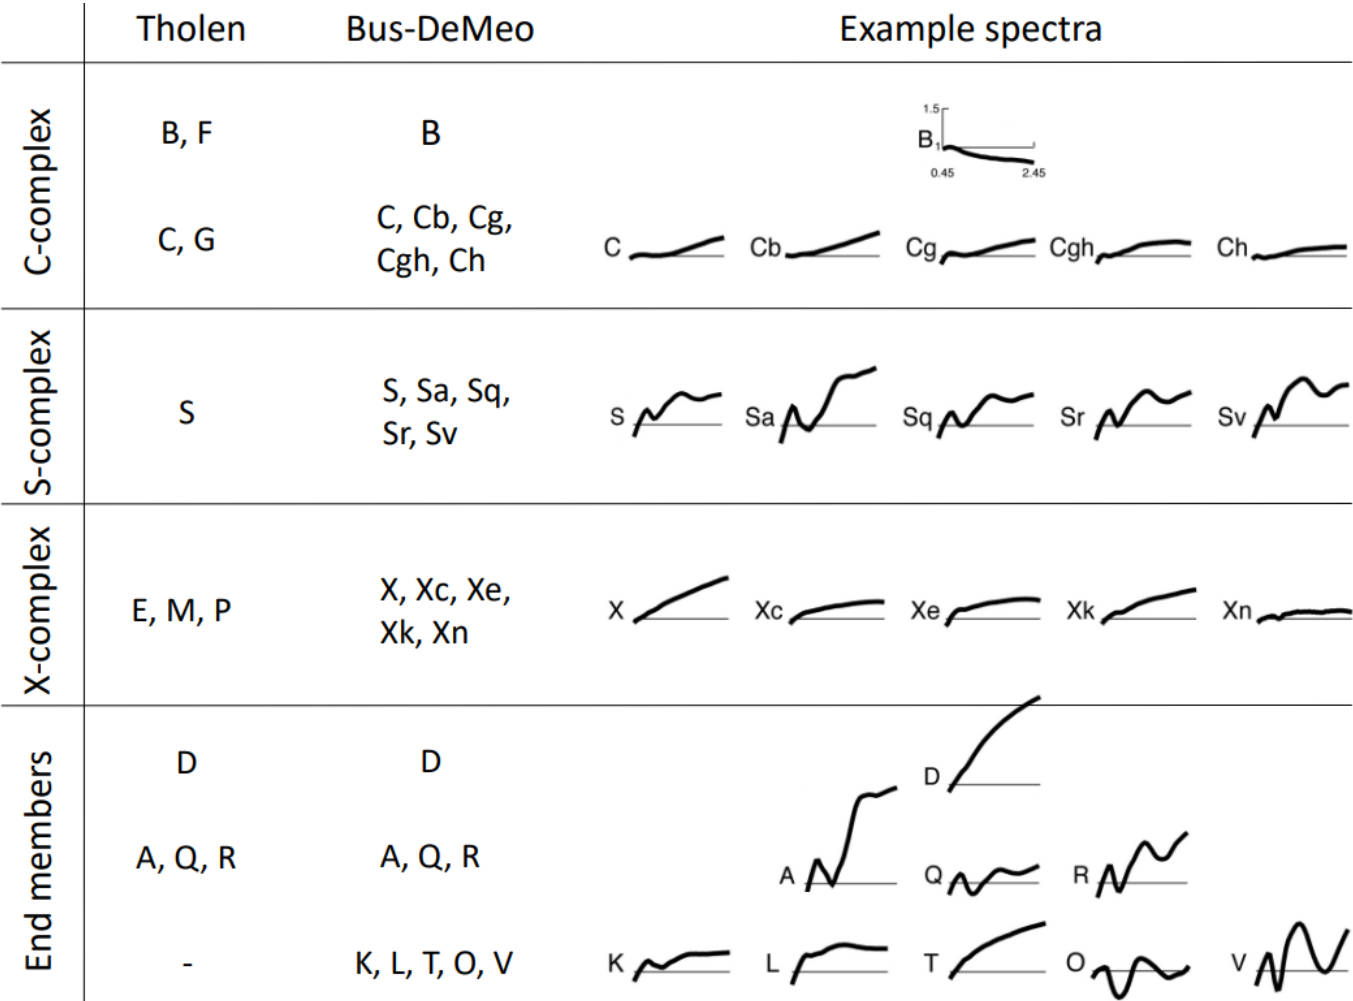 Tholen Bus-DeMeo Example spectra
C-complex
B, F B
1.5
B
1
0.45 2.45
C, G
C, Cb, Cg,
Cgh, Ch
C Cb Cg Cgh Ch
S-complex
S
S, Sa, Sq,
Sr, Sv
S Sa Sq Sr Sv
X-complex
E, M, P
X, Xc, Xe,
Xk, Xn
X Xc Xe Xk Xn
End members
D D
D
A, Q, R A, Q, R
A Q R
- K, L, T, O, V
K L T O V